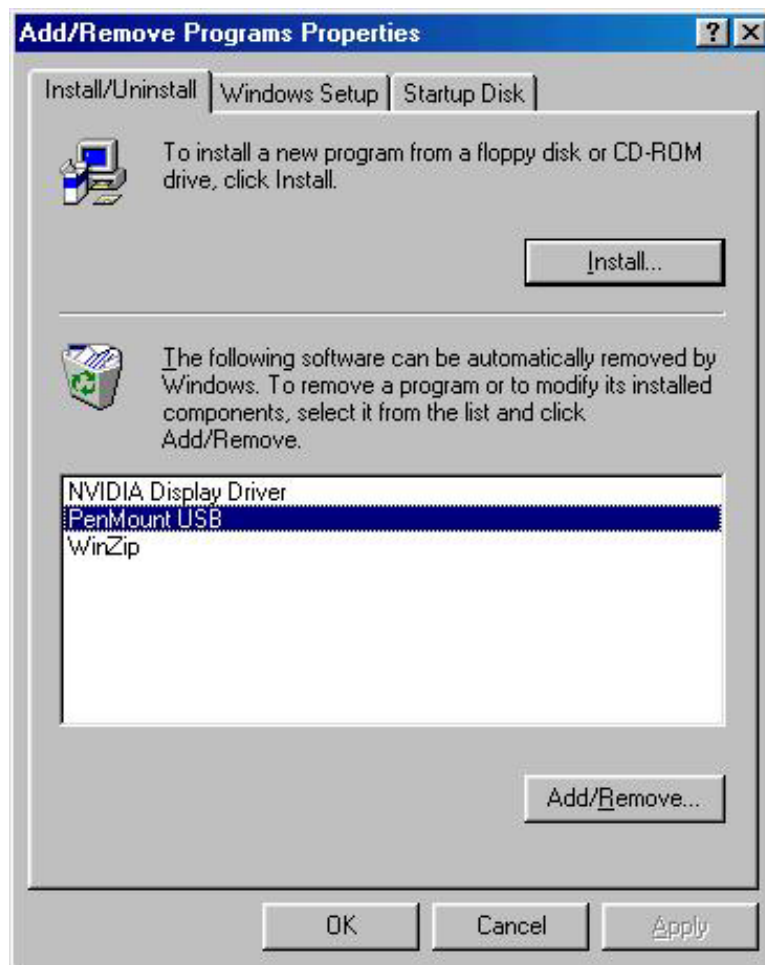 Add/Remove Programs Properties
Install/Uninstall Windows Setup Startup Disk
To install a new program from a floppy disk or CD-ROM
drive, click Install.
Install...
The following software can be automatically removed by
Windows. To remove a program or to modify its installed
components, select it from the list and click
Add/Remove.
NVIDIA Display Driver
PenMount USB
WinZip
Add/Remove...
OK Cancel Apply